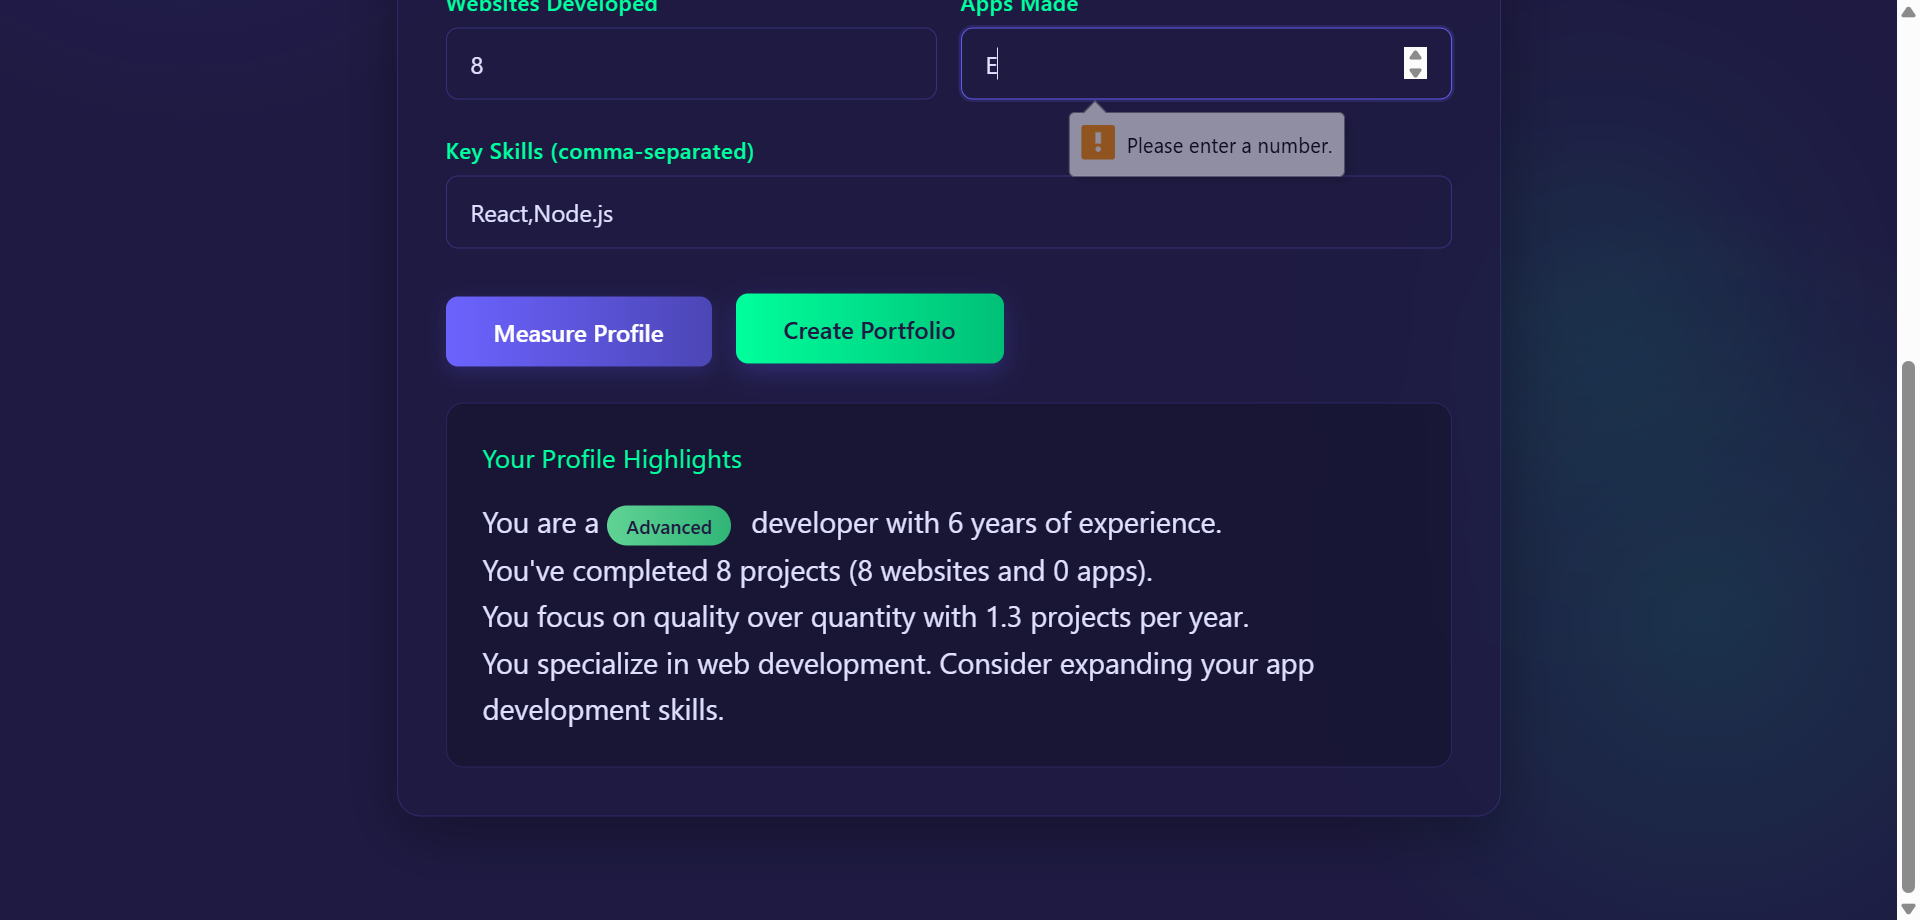 Websites Developed
Apps Made
8
E
Please enter a number.
Key Skills (comma-separated)
React,Node.js
Measure Profile
Create Portfolio
Your Profile Highlights
You are a Advanced developer with 6 years of experience.
You've completed 8 projects (8 websites and 0 apps).
You focus on quality over quantity with 1.3 projects per year.
You specialize in web development. Consider expanding your app
development skills.